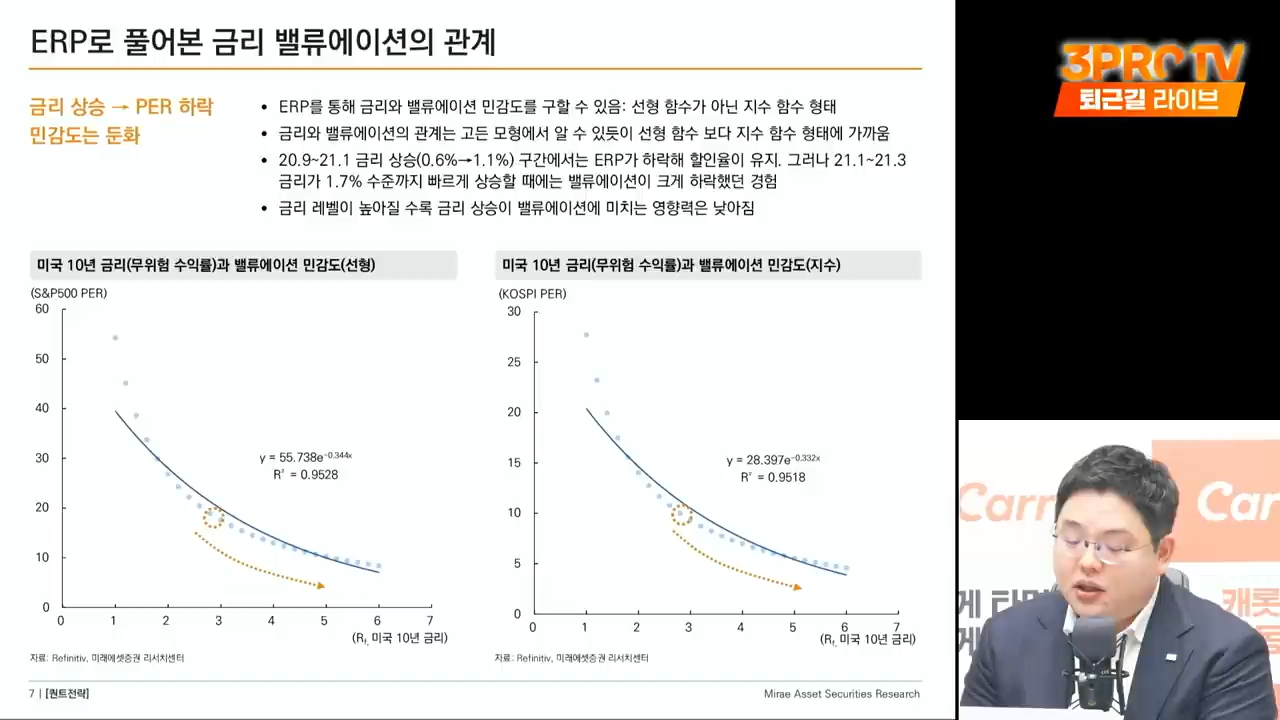 ERP로 풀어본 금리 밸류에이션의 관계
금리 상승 → PER 하락
민감도는 둔화
• ERP를 통해 금리와 밸류에이션 민감도를 구할 수 있음: 선형 함수가 아닌 지수 함수 형태
• 금리와 밸류에이션의 관계는 고든 모형에서 알 수 있듯이 선형 함수 보다 지수 함수 형태에 가까움
• 20.9~21.1 금리 상승(0.6%→1.1%) 구간에서는 ERP가 하락해 할인율이 유지. 그러나 21.1~21.3
금리가 1.7% 수준까지 빠르게 상승할 때에는 밸류에이션이 크게 하락했던 경험
• 금리 레벨이 높아질 수록 금리 상승이 밸류에이션에 미치는 영향력은 낮아짐
미국 10년 금리(무위험 수익률)과 밸류에이션 민감도(선형)
(S&P500 PER)
60
50
40
30
20
10
0
y = 55.738e^-0.344x
R² = 0.9528
0 1 2 3 4 5 6 7
(Rf, 미국 10년 금리)
자료: Refinitiv, 미래에셋증권 리서치센터
미국 10년 금리(무위험 수익률)과 밸류에이션 민감도(지수)
(KOSPI PER)
30
25
20
15
10
5
0
y = 28.397e^-0.332x
R² = 0.9518
0 1 2 3 4 5 6 7
(Rf, 미국 10년 금리)
자료: Refinitiv, 미래에셋증권 리서치센터
7 | [퀀트전략]
Mirae Asset Securities Research
3PRO TV
퇴근길 라이브
Carr
Car
게 타면
게
캐롯